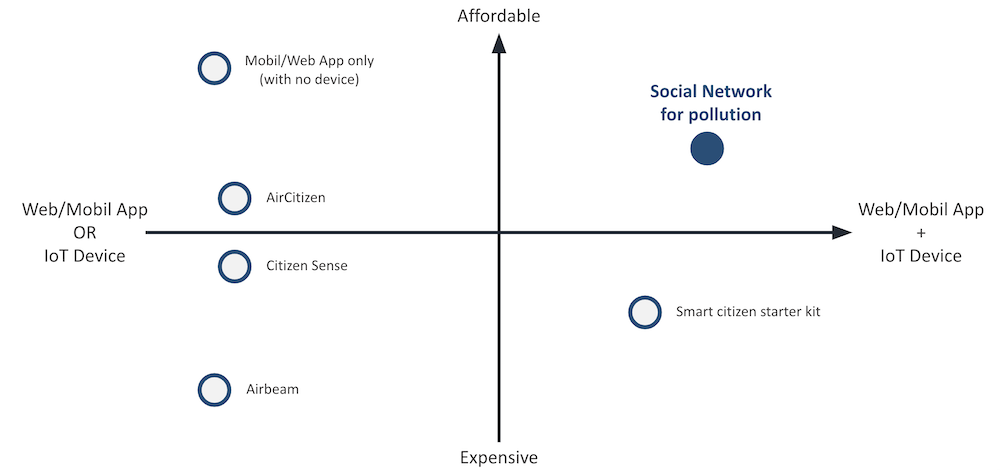 Affordable
Mobil/Web App only
(with no device)
Social Network
for pollution
AirCitizen
Web/Mobil App
OR
IoT Device
Web/Mobil App
+
IoT Device
Citizen Sense
Smart citizen starter kit
Airbeam
Expensive